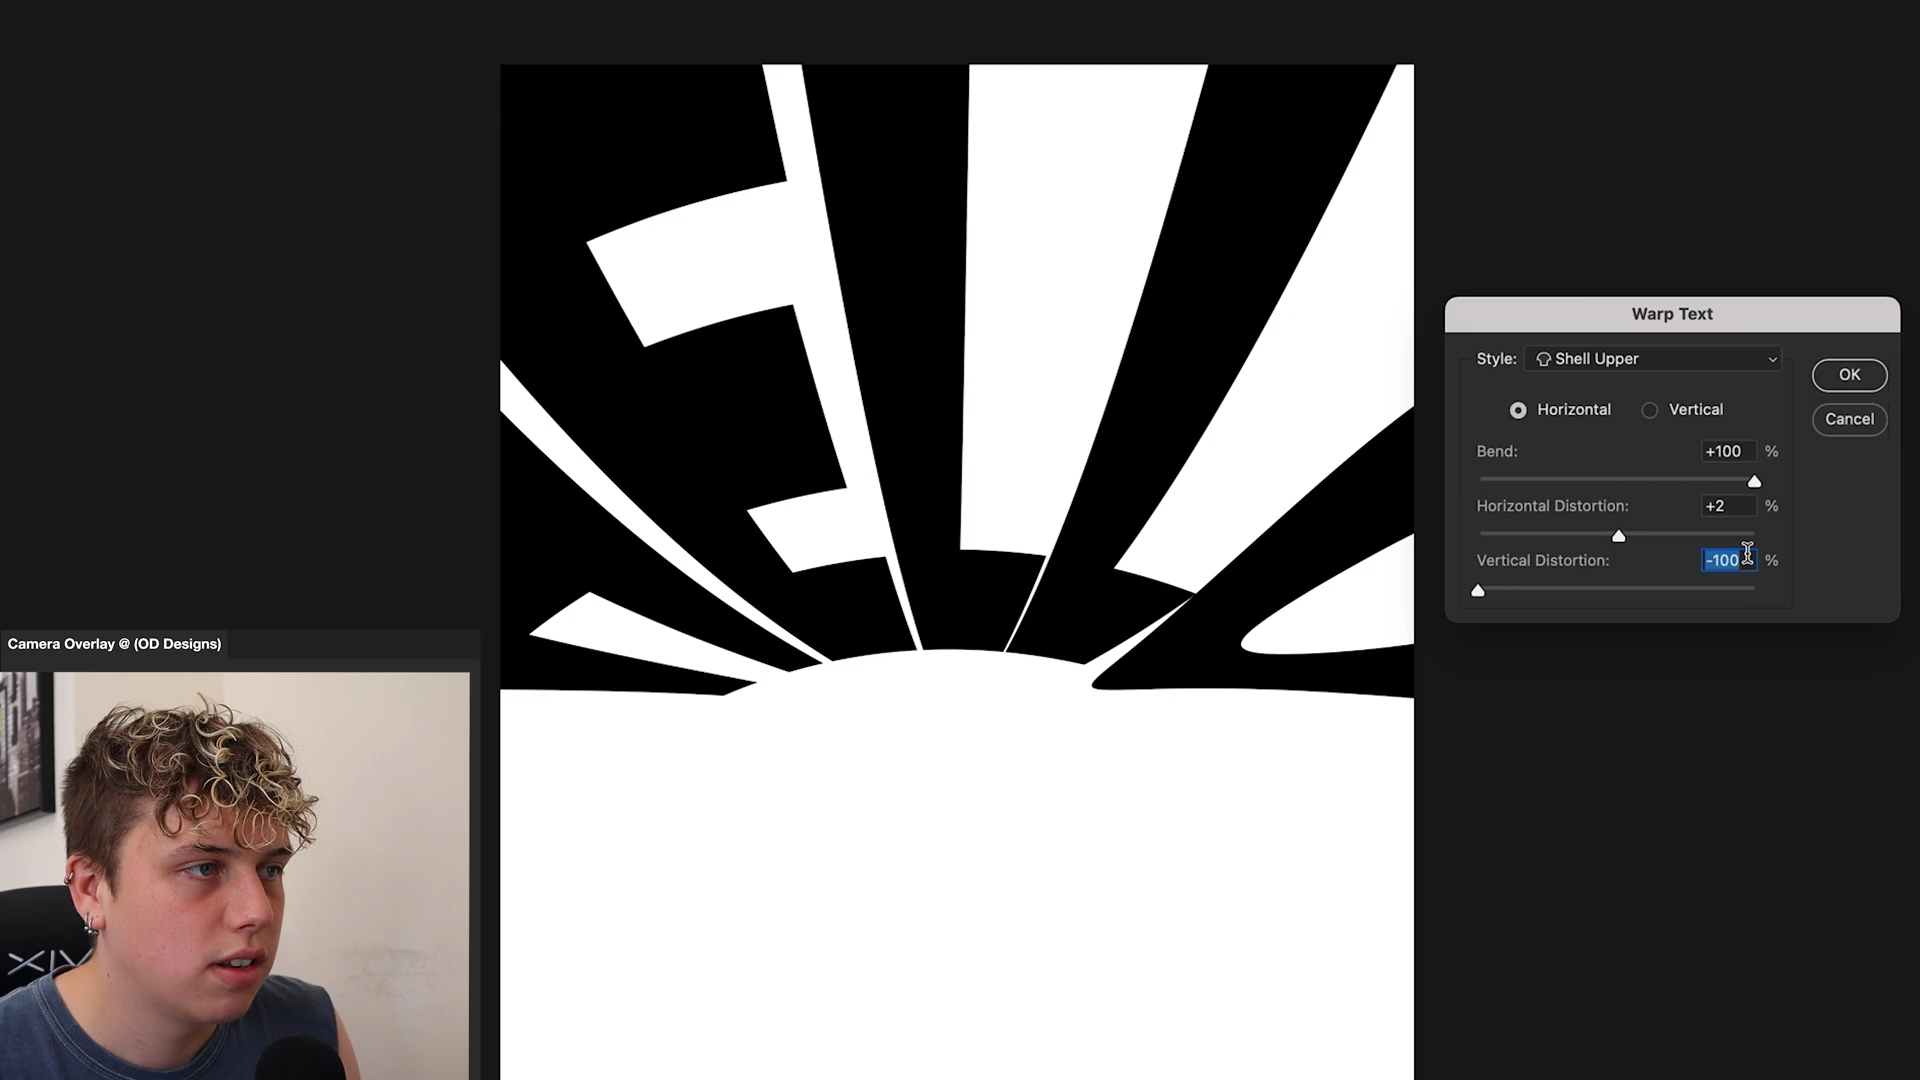 Warp Text
Style: Shell Upper
OK
Horizontal Vertical
Cancel
Bend: +100 %
Horizontal Distortion: +2 %
Vertical Distortion: -100 %
Camera Overlay @ (OD Designs)
XIV